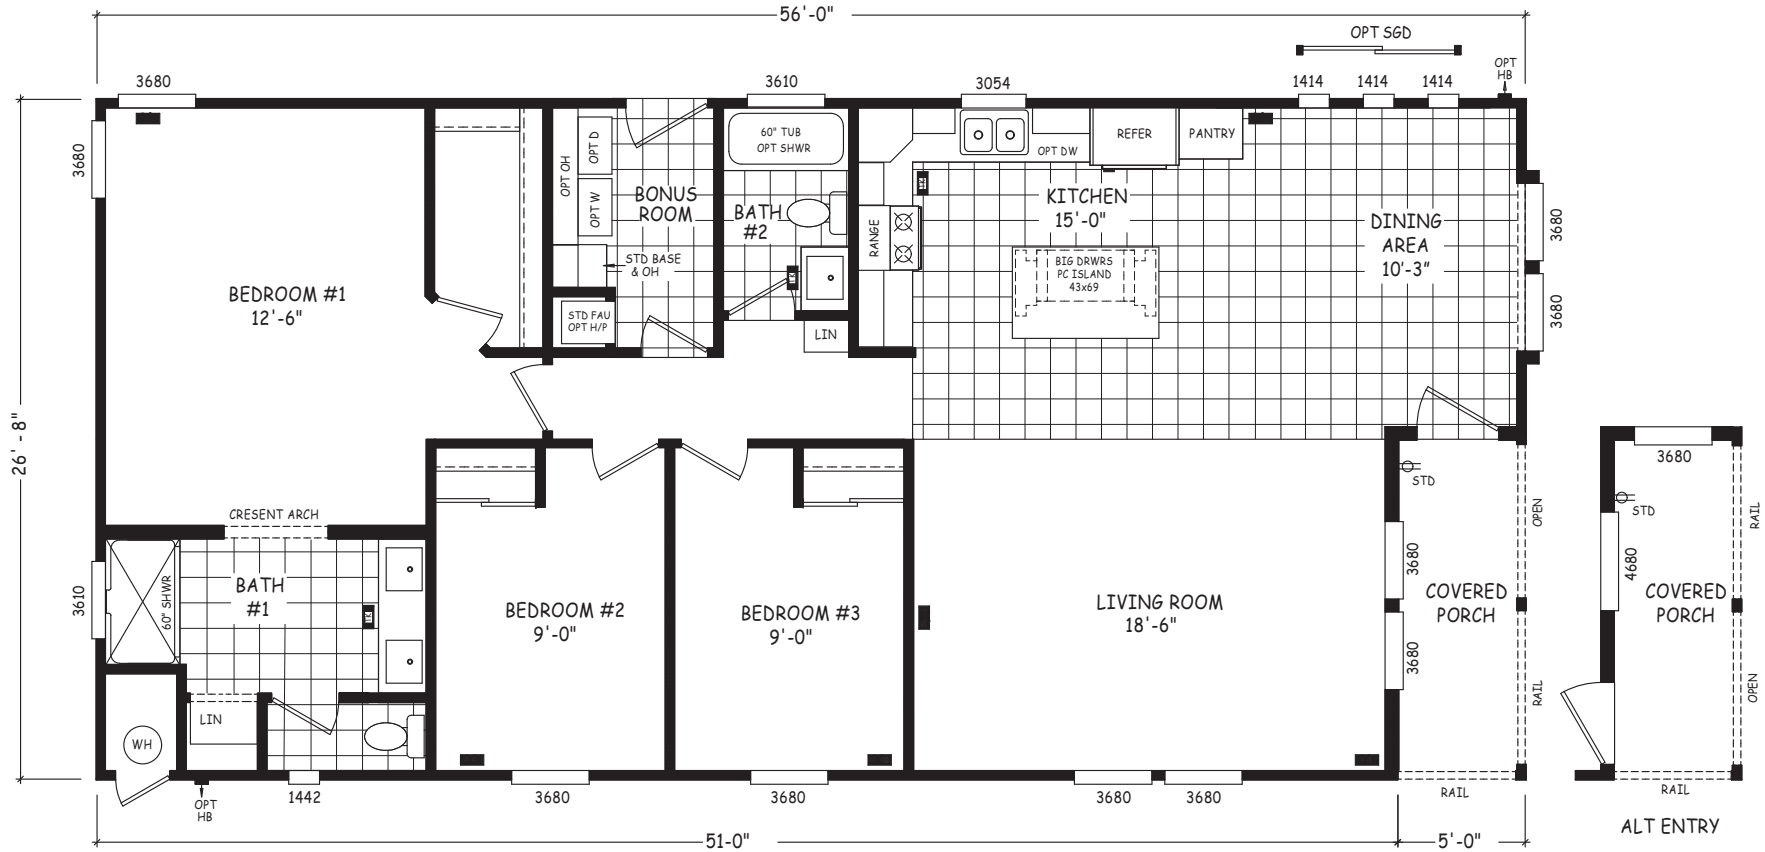 56'-0"
OPT SGD
3680
3610
3054
1414
1414
1414
OPT
HB
3680
60" TUB
OPT SHWR
REFER
PANTRY
OPT DW
OPT D
OPT OH
OPT W
BONUS
ROOM
BATH
#2
KITCHEN
15'-0"
RANGE
DINING
AREA
10'-3"
3680
3680
STD BASE
& OH
BIG DRWRS
PC ISLAND
43x69
BEDROOM #1
12'-6"
STD FAU
OPT H/P
LIN
26'-8"
3680
STD
STD
OPEN
RAIL
CRESENT ARCH
3610
60" SHWR
BATH
#1
BEDROOM #2
9'-0"
BEDROOM #3
9'-0"
LIVING ROOM
18'-6"
3680
3680
COVERED
PORCH
4680
COVERED
PORCH
LIN
WH
RAIL
OPEN
OPT
HB
1442
3680
3680
3680
3680
RAIL
RAIL
ALT ENTRY
51-0"
5'-0"